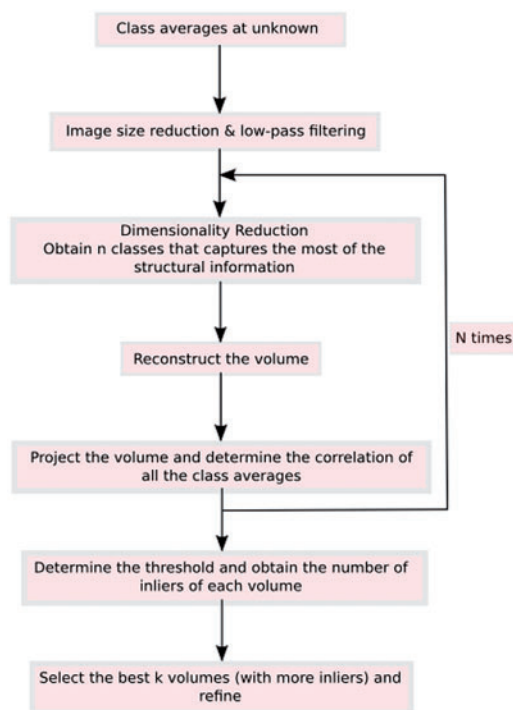 Class averages at unknown
Image size reduction & low-pass filtering
Dimensionality Reduction
Obtain n classes that captures the most of the
structural information
Reconstruct the volume
N times
Project the volume and determine the correlation of
all the class averages
Determine the threshold and obtain the number of
inliers of each volume
Select the best k volumes (with more inliers) and
refine